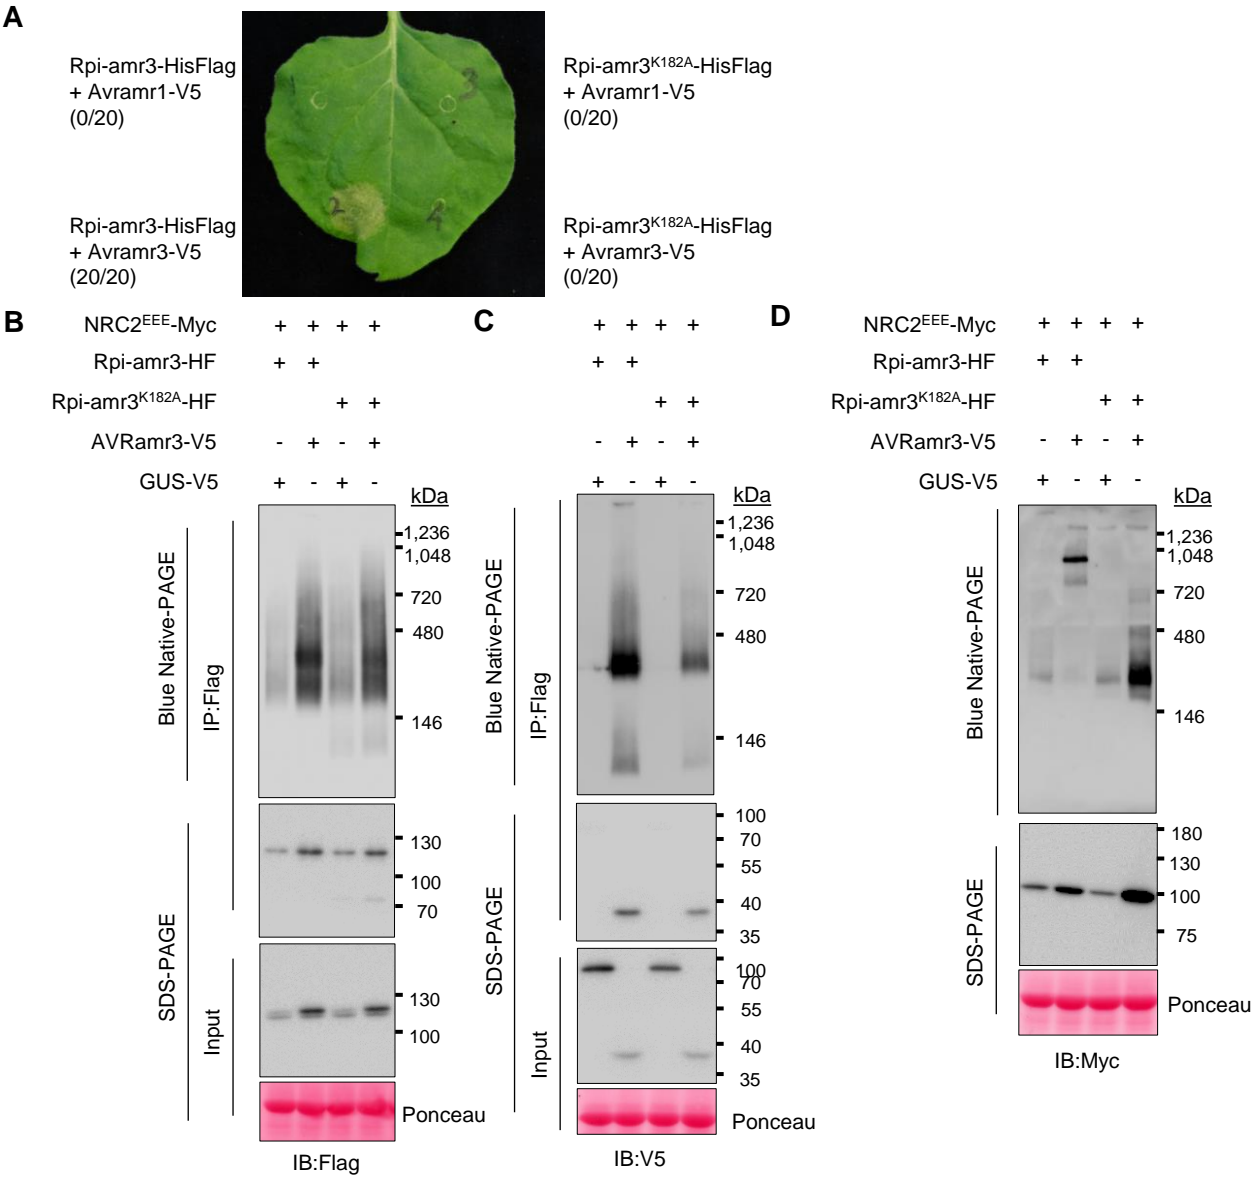 A
Rpi-amr3-HisFlag
+ Avramr1-V5
(0/20)
Rpi-amr3K182A-HisFlag
+ Avramr1-V5
(0/20)
3
2
4
Rpi-amr3-HisFlag
+ Avramr3-V5
(20/20)
Rpi-amr3K182A-HisFlag
+ Avramr3-V5
(0/20)
B
NRC2EEE-Myc + + + +
Rpi-amr3-HF + +
Rpi-amr3K182A-HF + +
AVRamr3-V5 - + - +
GUS-V5 + - + -
kDa
1,236
1,048
720
480
146
Blue Native-PAGE
IP:Flag
130
100
70
SDS-PAGE
Input
130
100
Ponceau
IB:Flag
C
+ + + +
+ +
+ +
- + - +
+ - + -
kDa
1,236
1,048
720
480
146
Blue Native-PAGE
IP:Flag
100
70
55
40
35
SDS-PAGE
Input
100
70
55
40
35
Ponceau
IB:V5
D
NRC2EEE-Myc + + + +
Rpi-amr3-HF + +
Rpi-amr3K182A-HF + +
AVRamr3-V5 - + - +
GUS-V5 + - + -
kDa
1,236
1,048
720
480
146
Blue Native-PAGE
180
130
100
75
SDS-PAGE
Ponceau
IB:Myc